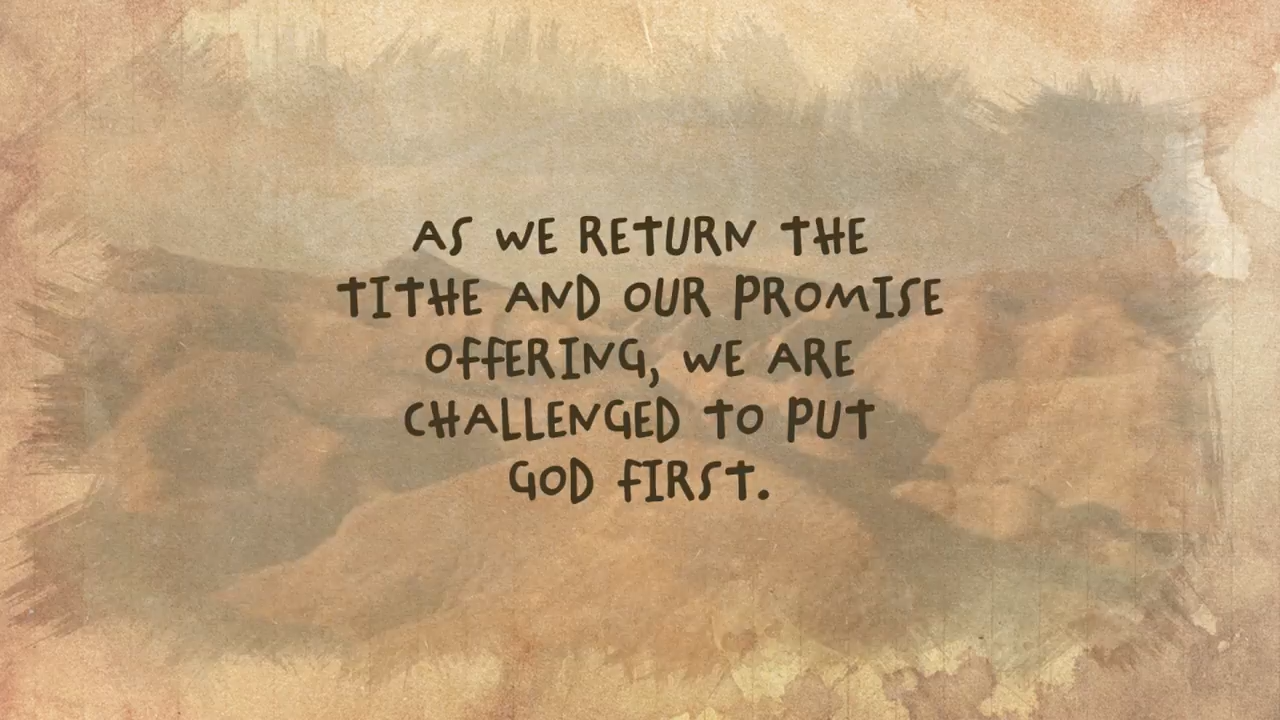 AS WE RETURN THE
TITHE AND OUR PROMISE
OFFERING, WE ARE
CHALLENGED TO PUT
GOD FIRST.